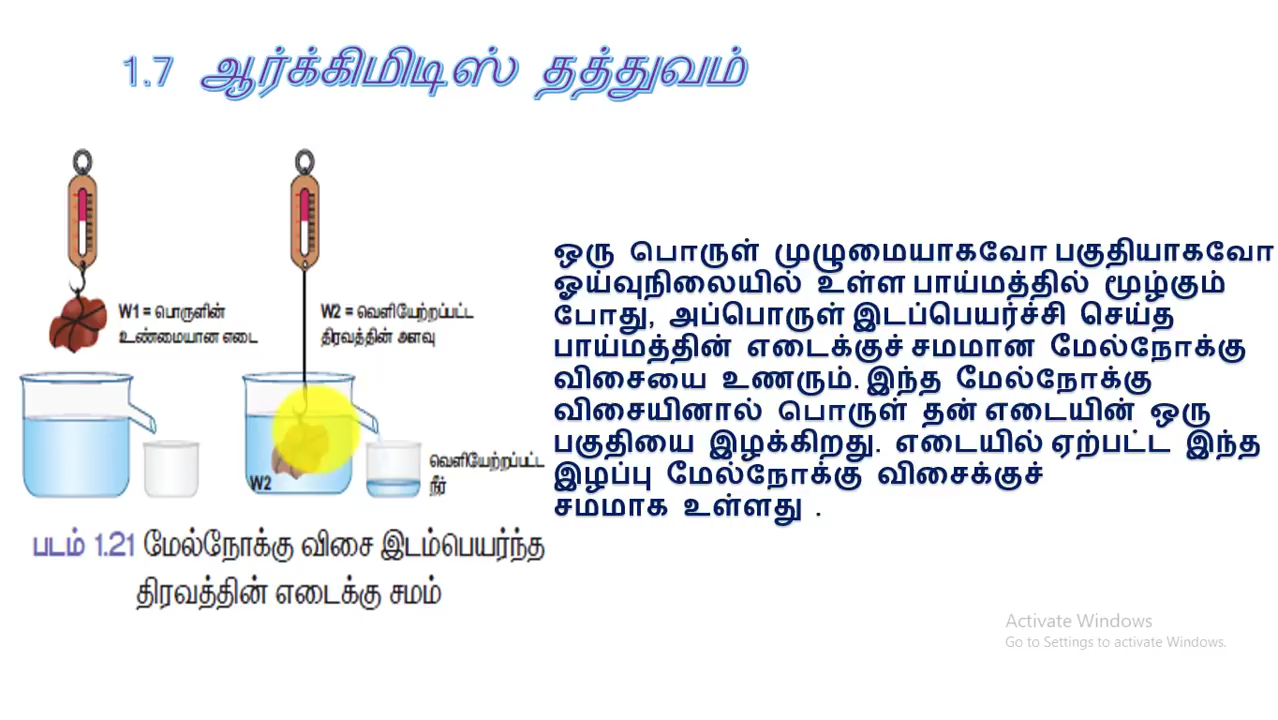 1.7 ஆர்க்கிமிடிஸ் தத்துவம்
W1 = பொருளின்
உண்மையான எடை
W2 = வெளியேற்றப்பட்ட
திரவத்தின் அளவு
W2
வெளியேற்றப்பட்ட
நீர்
படம் 1.21 மேல்நோக்கு விசை இடம்பெயர்ந்த
திரவத்தின் எடைக்கு சமம்
ஒரு பொருள் முழுமையாகவோ பகுதியாகவோ
ஓய்வுநிலையில் உள்ள பாய்மத்தில் மூழ்கும்
போது, அப்பொருள் இடப்பெயர்ச்சி செய்த
பாய்மத்தின் எடைக்குச் சமமான மேல்நோக்கு
விசையை உணரும். இந்த மேல்நோக்கு
விசையினால் பொருள் தன் எடையின் ஒரு
பகுதியை இழக்கிறது. எடையில் ஏற்பட்ட இந்த
இழப்பு மேல்நோக்கு விசைக்குச்
சமமாக உள்ளது .
Activate Windows
Go to Settings to activate Windows.